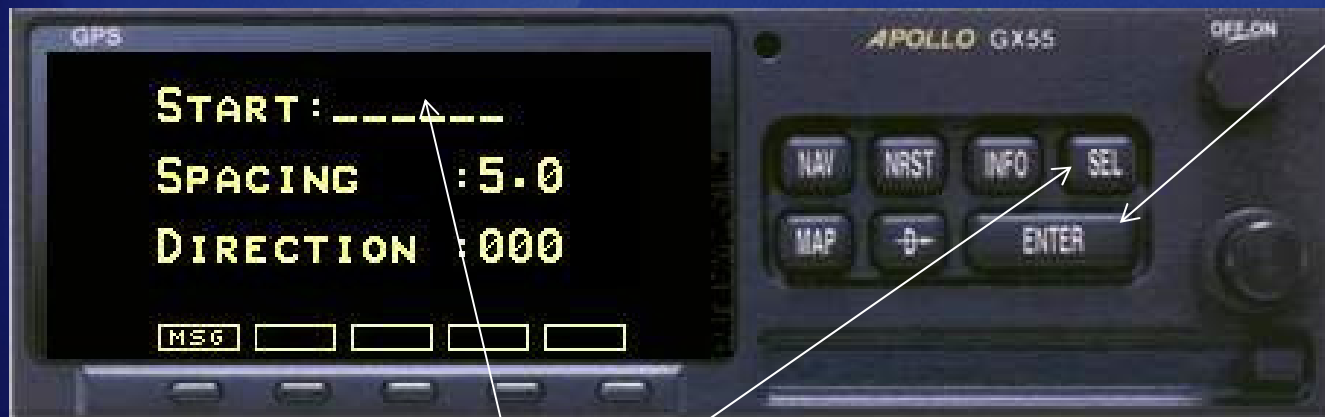 GPS
APOLLO GX55
OFF-ON
START:______
SPACING :5.0
DIRECTION :000
MSG
NAV NRST INFO SEL
MAP -D- ENTER